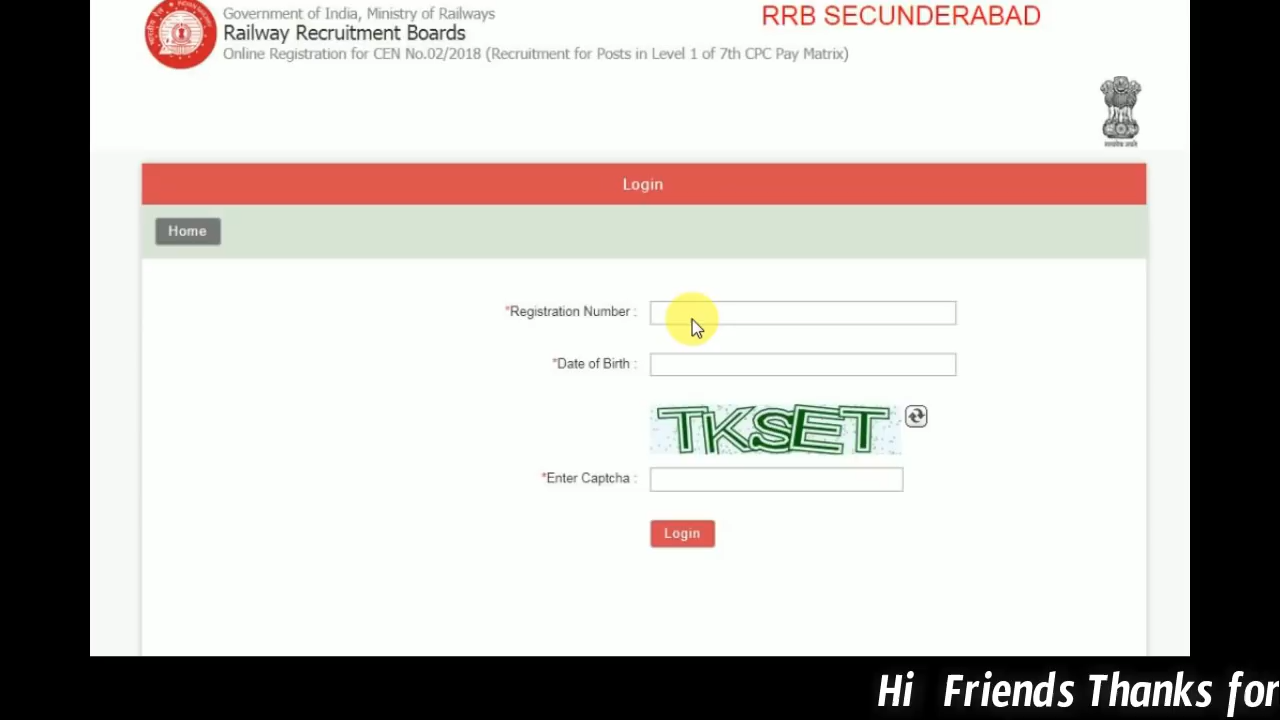 Government of India, Ministry of Railways
RRB SECUNDERABAD
Railway Recruitment Boards
Online Registration for CEN No.02/2018 (Recruitment for Posts in Level 1 of 7th CPC Pay Matrix)
Login
Home
*Registration Number :
*Date of Birth :
TKSET
*Enter Captcha :
Login
Hi Friends Thanks for